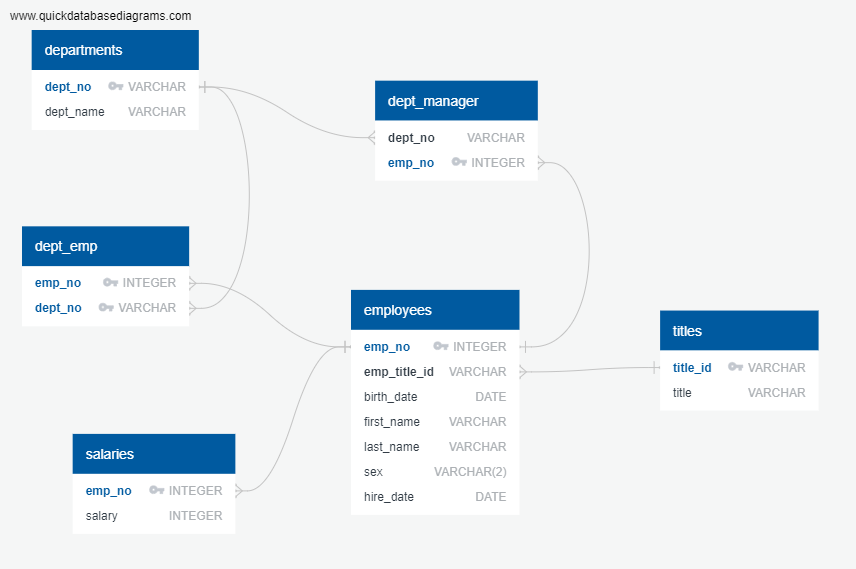 www.quickdatabasediagrams.com
departments
dept_no VARCHAR
dept_name VARCHAR
dept_manager
dept_no VARCHAR
emp_no INTEGER
dept_emp
emp_no INTEGER
dept_no VARCHAR
employees
emp_no INTEGER
emp_title_id VARCHAR
birth_date DATE
first_name VARCHAR
last_name VARCHAR
sex VARCHAR(2)
hire_date DATE
titles
title_id VARCHAR
title VARCHAR
salaries
emp_no INTEGER
salary INTEGER